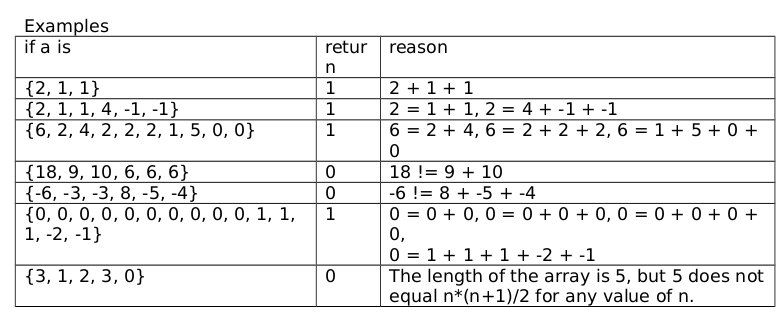 Examples
if a is retur
n reason
{2, 1, 1} 1 2 + 1 + 1
{2, 1, 1, 4, -1, -1} 1 2 = 1 + 1, 2 = 4 + -1 + -1
{6, 2, 4, 2, 2, 2, 1, 5, 0, 0} 1 6 = 2 + 4, 6 = 2 + 2 + 2, 6 = 1 + 5 + 0 +
0
{18, 9, 10, 6, 6, 6} 0 18 != 9 + 10
{-6, -3, -3, 8, -5, -4} 0 -6 != 8 + -5 + -4
{0, 0, 0, 0, 0, 0, 0, 0, 0, 0, 1, 1,
1, -2, -1} 1 0 = 0 + 0, 0 = 0 + 0 + 0, 0 = 0 + 0 + 0 +
0,
0 = 1 + 1 + 1 + -2 + -1
{3, 1, 2, 3, 0} 0 The length of the array is 5, but 5 does not
equal n*(n+1)/2 for any value of n.